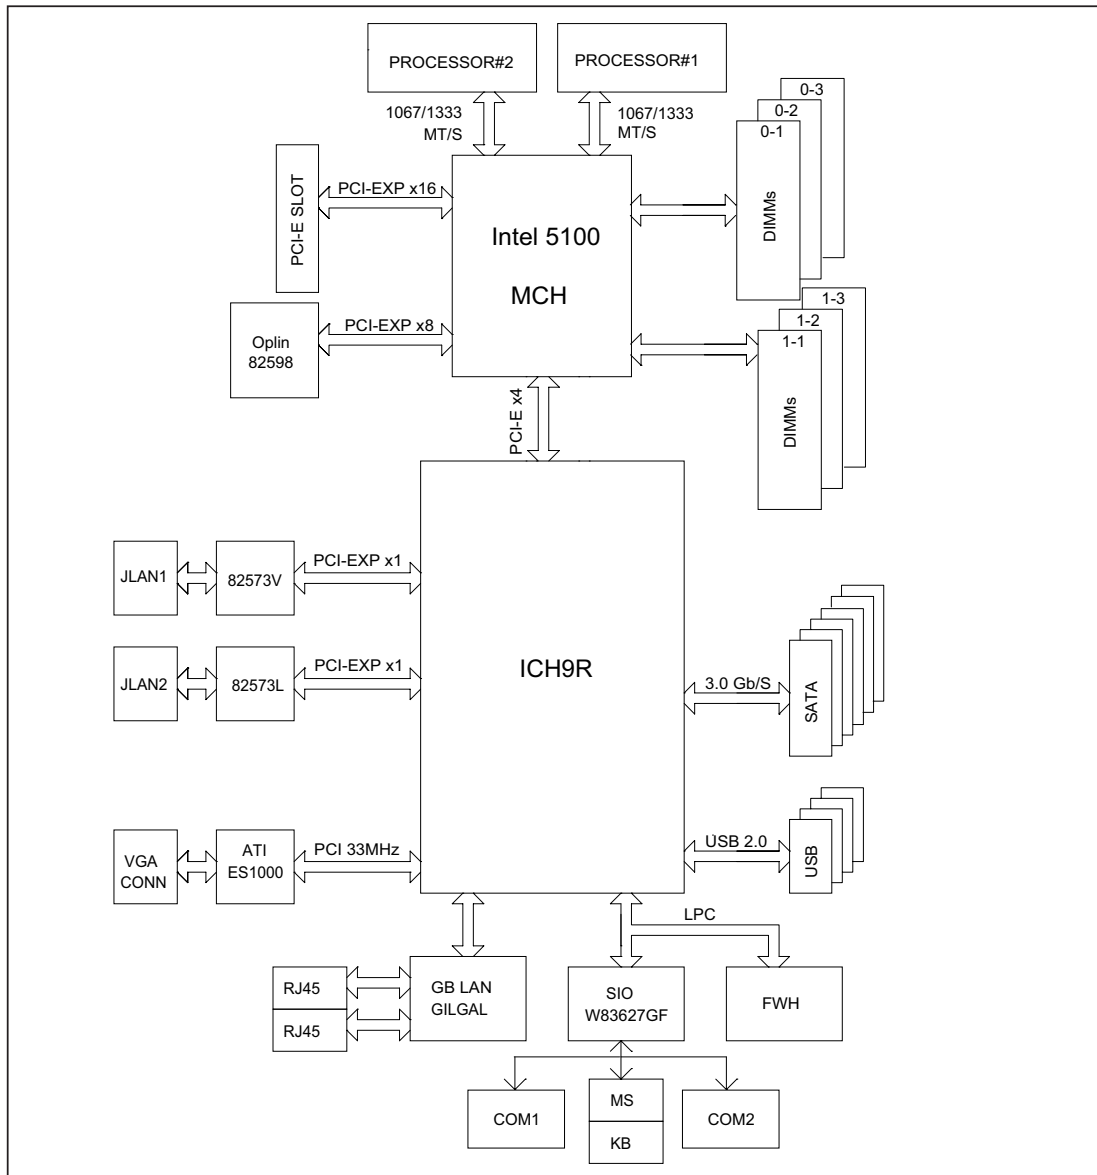 PROCESSOR#2
PROCESSOR#1
1067/1333
MT/S
1067/1333
MT/S
0-3
0-2
0-1
DIMMs
PCI-E SLOT
PCI-EXP x16
Intel 5100
MCH
Oplin
82598
PCI-EXP x8
1-3
1-2
1-1
DIMMs
PCI-E x4
JLAN1
82573V
PCI-EXP x1
JLAN2
82573L
PCI-EXP x1
ICH9R
3.0 Gb/S
SATA
VGA
CONN
ATI
ES1000
PCI 33MHz
USB 2.0
USB
LPC
RJ45
RJ45
GB LAN
GILGAL
SIO
W83627GF
FWH
COM1
MS
KB
COM2